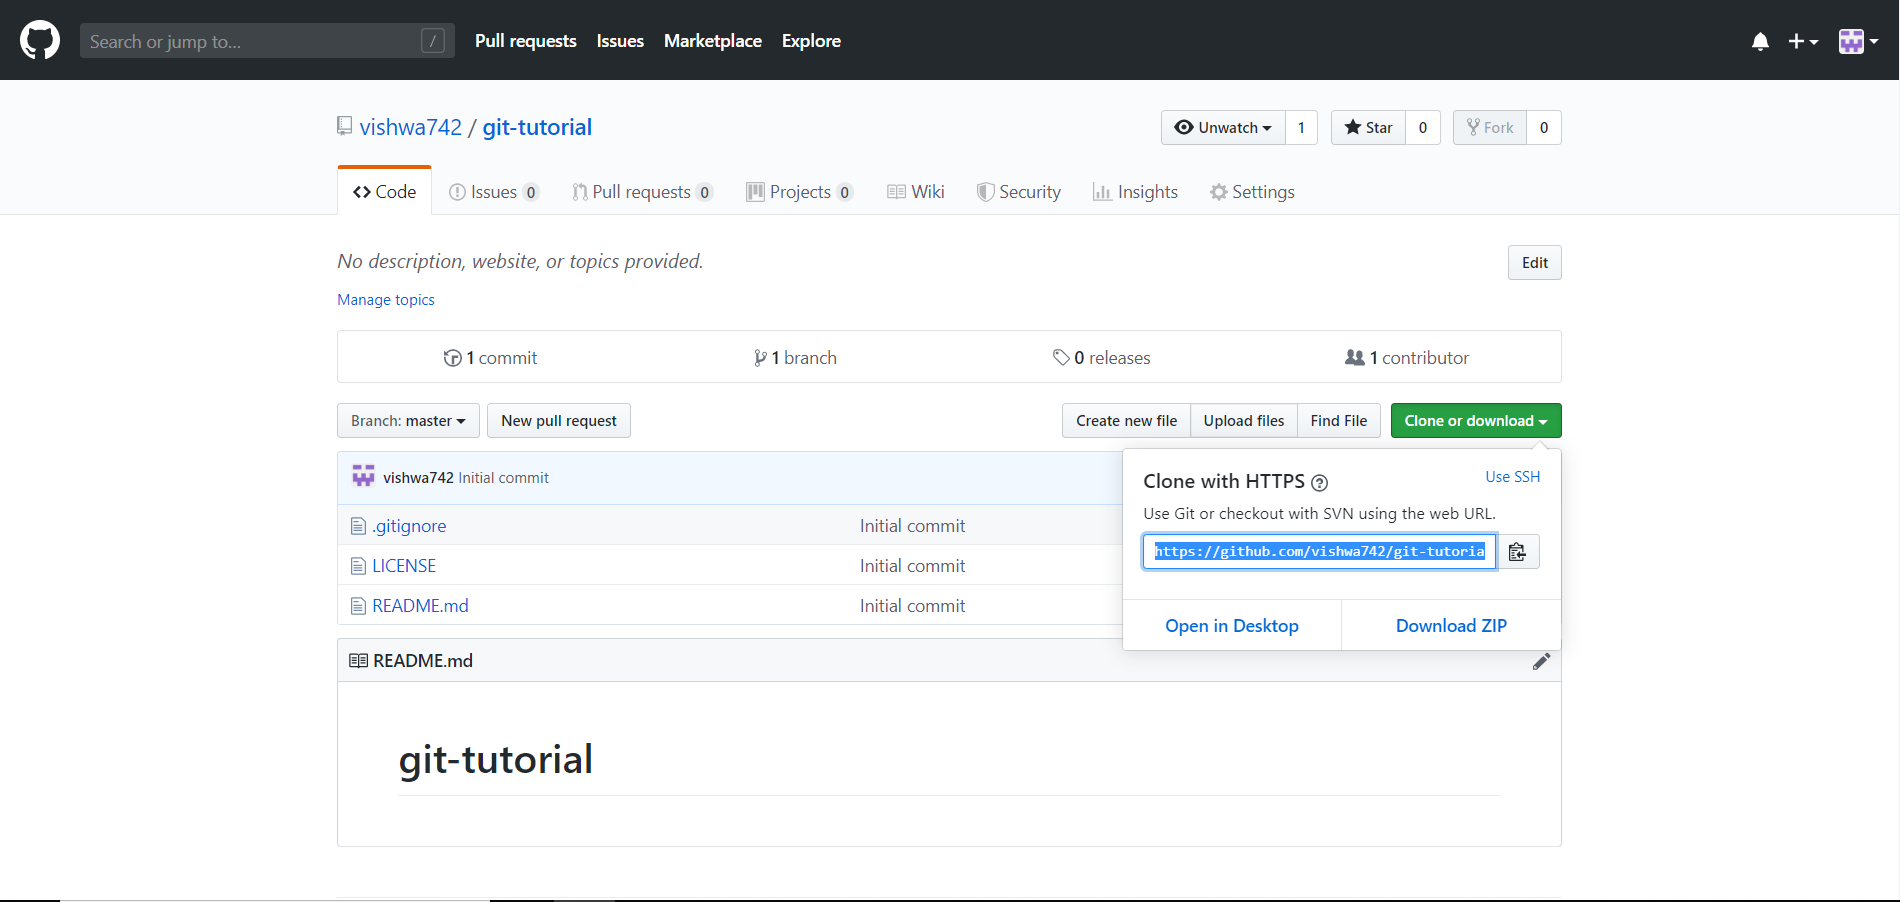 Search or jump to... /
Pull requests Issues Marketplace Explore
vishwa742 / git-tutorial
Unwatch 1 Star 0 Fork 0
Code Issues 0 Pull requests 0 Projects 0 Wiki Security Insights Settings
No description, website, or topics provided.
Edit
Manage topics
1 commit 1 branch 0 releases 1 contributor
Branch: master New pull request Create new file Upload files Find File Clone or download
vishwa742 Initial commit
.gitignore Initial commit
LICENSE Initial commit
README.md Initial commit
Clone with HTTPS ? Use SSH
Use Git or checkout with SVN using the web URL.
https://github.com/vishwa742/git-tutoria
Open in Desktop Download ZIP
README.md
git-tutorial